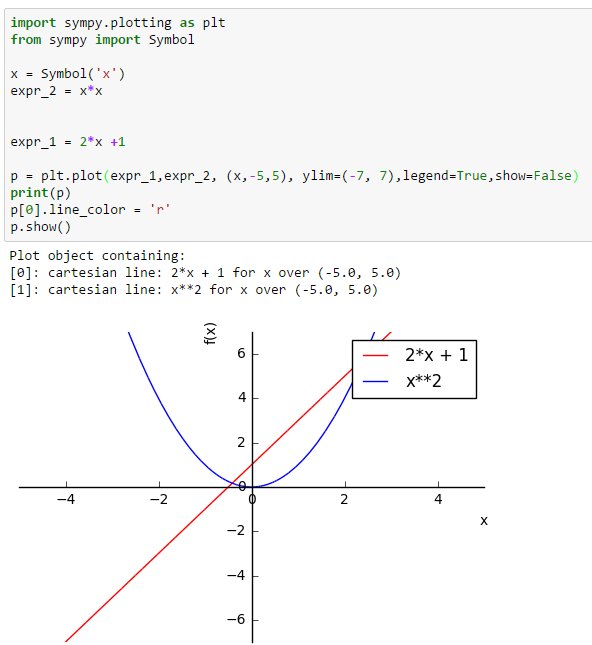 import sympy.plotting as plt
from sympy import Symbol
x = Symbol('x')
expr_2 = x*x
expr_1 = 2*x +1
p = plt.plot(expr_1,expr_2, (x,-5,5), ylim=(-7, 7),legend=True,show=False)
print(p)
p[0].line_color = 'r'
p.show()
Plot object containing:
[0]: cartesian line: 2*x + 1 for x over (-5.0, 5.0)
[1]: cartesian line: x**2 for x over (-5.0, 5.0)
f(x)
6
2*x + 1
x**2
4
2
0
−4
−2
0
2
4
x
−2
−4
−6